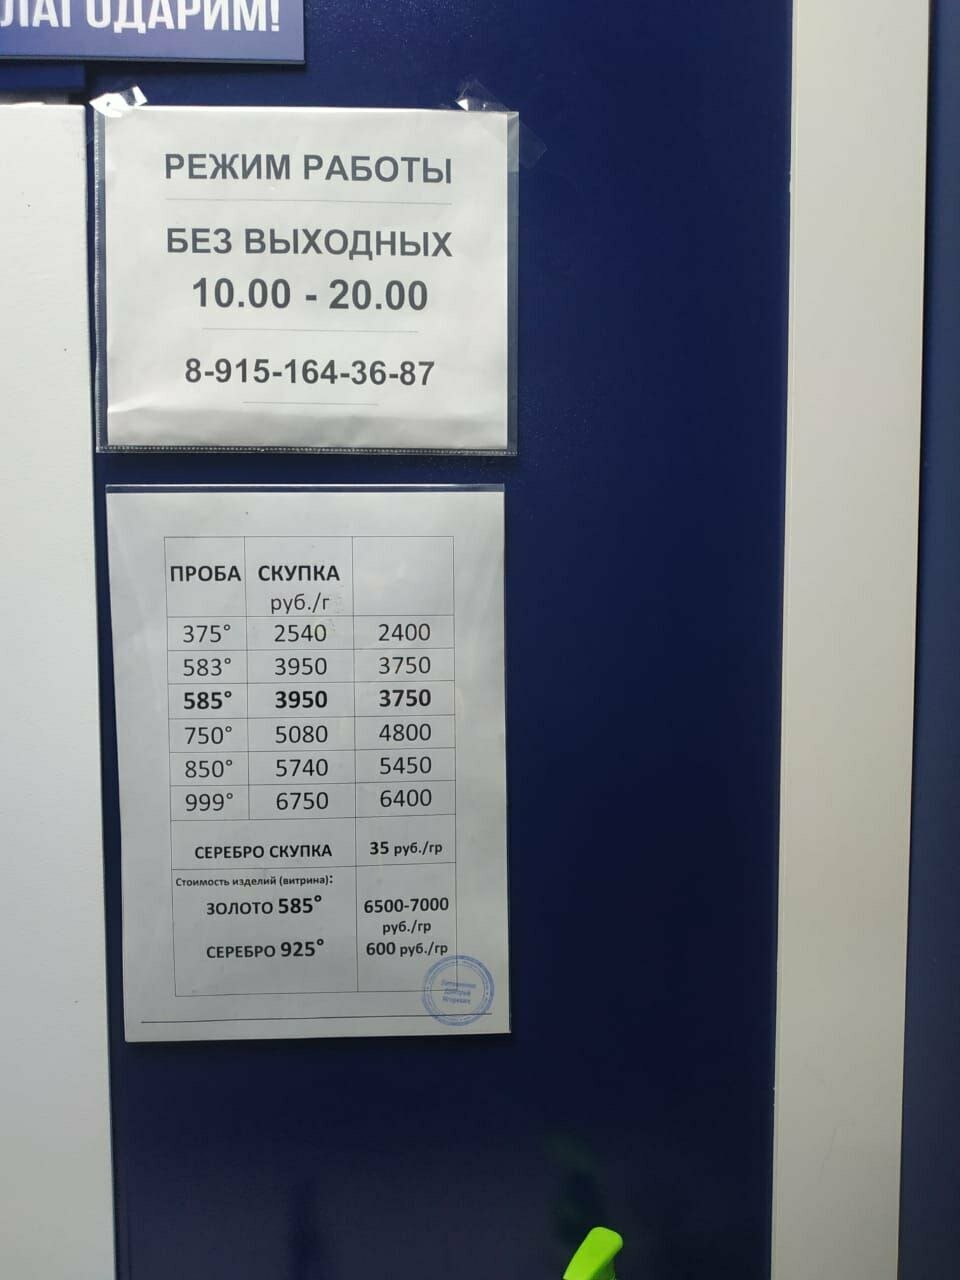 ЛАГОДАРИМ!
РЕЖИМ РАБОТЫ
БЕЗ ВЫХОДНЫХ
10.00 - 20.00
8-915-164-36-87
ПРОБА СКУПКА
руб./г
375° 2540 2400
583° 3950 3750
585° 3950 3750
750° 5080 4800
850° 5740 5450
999° 6750 6400
СЕРЕБРО СКУПКА 35 руб./гр
Стоимость изделий (витрина):
ЗОЛОТО 585° 6500-7000
руб./гр
СЕРЕБРО 925° 600 руб./гр
Дмитрий
Игоревич